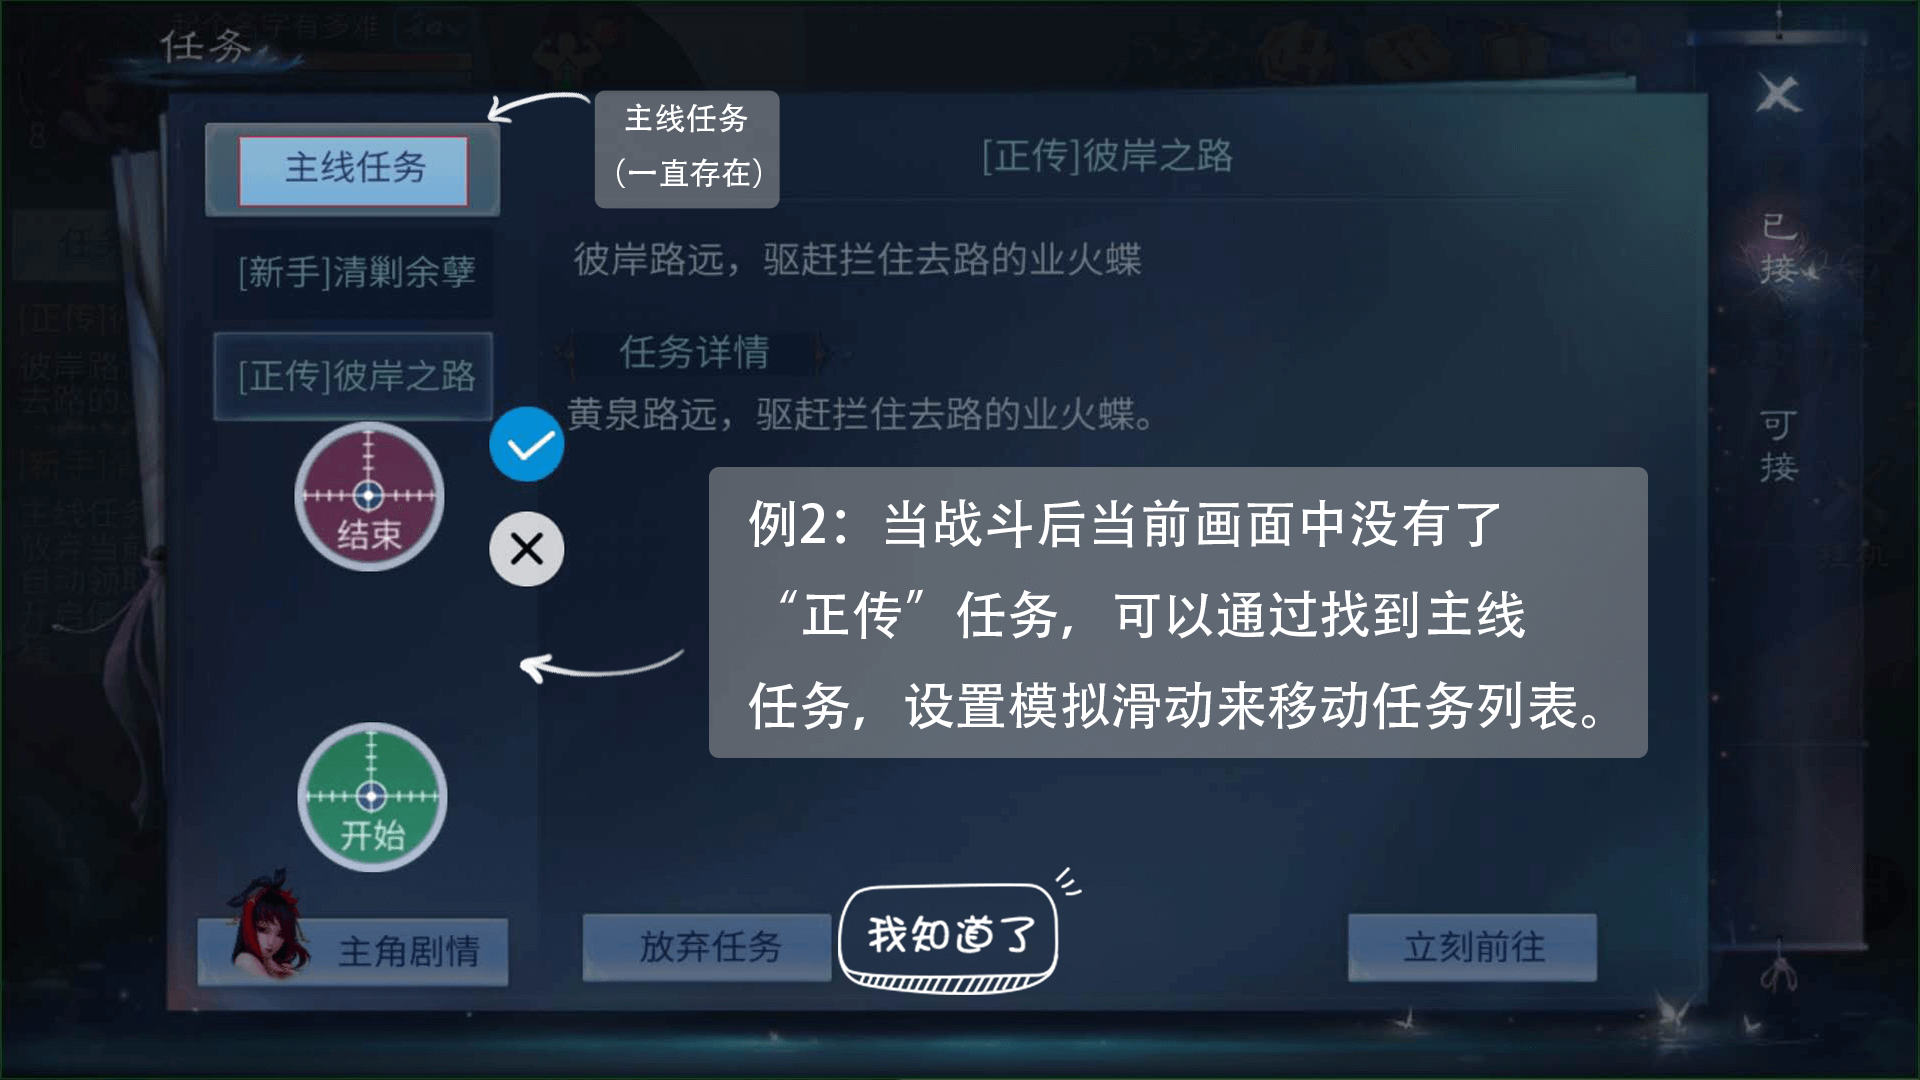 任务
主线任务
主线任务
（一直存在）
[正传]彼岸之路
[新手]清剿余孽
[正传]彼岸之路
彼岸路远，驱赶拦住去路的业火蝶
任务详情
黄泉路远，驱赶拦住去路的业火蝶。
已接
可接
结束
例2：当战斗后当前画面中没有了
“正传”任务，可以通过找到主线
任务，设置模拟滑动来移动任务列表。
开始
主角剧情
放弃任务
我知道了
立刻前往